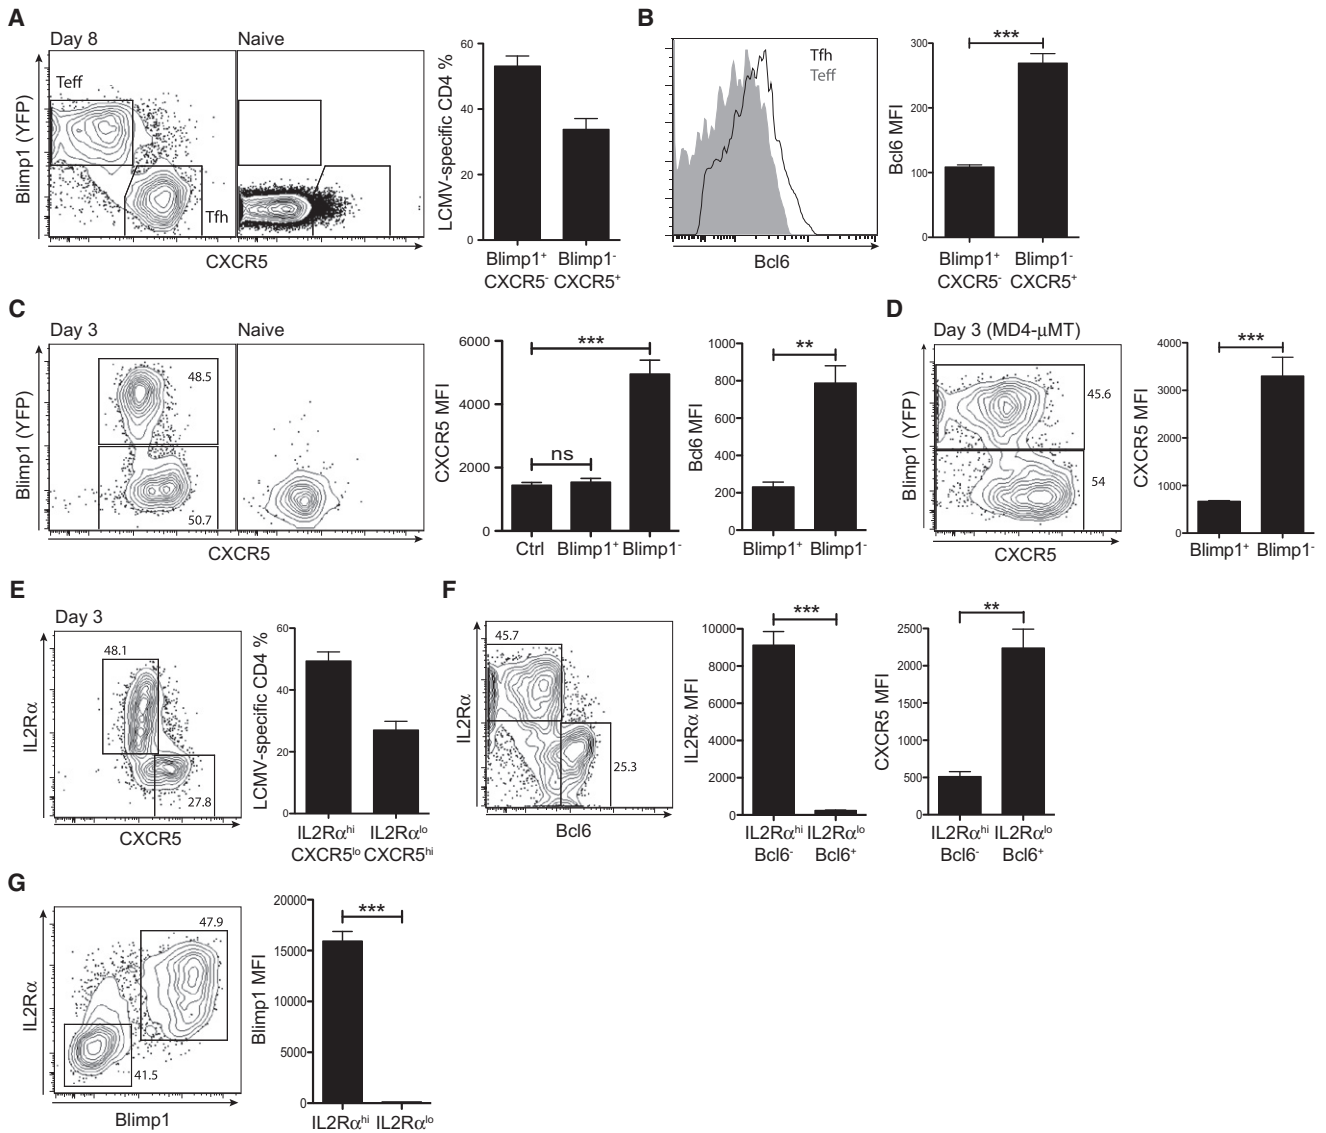 A
Day 8
Naive
Teff
Tfh
Blimp1 (YFP)
CXCR5
LCMV-specific CD4 %
60
40
20
0
Blimp1+ Blimp1-
CXCR5- CXCR5+
B
Tfh
Teff
Bcl6
Bcl6 MFI
300
200
100
0
***
Blimp1+ Blimp1-
CXCR5- CXCR5+
C
Day 3
Naive
48.5
50.7
Blimp1 (YFP)
CXCR5
CXCR5 MFI
6000
4000
2000
0
***
ns
Ctrl Blimp1+ Blimp1-
Bcl6 MFI
1000
800
600
400
200
0
**
Blimp1+ Blimp1-
D
Day 3 (MD4-μMT)
45.6
54
Blimp1 (YFP)
CXCR5
CXCR5 MFI
4000
3000
2000
1000
0
***
Blimp1+ Blimp1-
E
Day 3
48.1
27.8
IL2Rα
CXCR5
LCMV-specific CD4 %
60
40
20
0
IL2Rαhi IL2Rαlo
CXCR5lo CXCR5hi
F
45.7
25.3
IL2Rα
Bcl6
IL2Rα MFI
10000
8000
6000
4000
2000
0
***
IL2Rαhi IL2Rαlo
Bcl6- Bcl6+
CXCR5 MFI
2500
2000
1500
1000
500
0
**
IL2Rαhi IL2Rαlo
Bcl6- Bcl6+
G
47.9
41.5
IL2Rα
Blimp1
Blimp1 MFI
20000
15000
10000
5000
0
***
IL2Rαhi IL2Rαlo